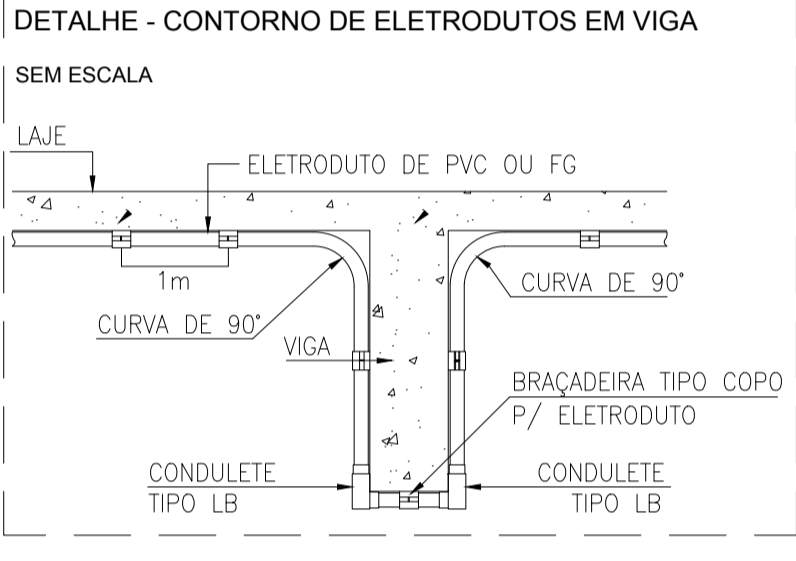 DETALHE - CONTORNO DE ELETRODUTOS EM VIGA
SEM ESCALA
LAJE
ELETRODUTO DE PVC OU FG
1m
CURVA DE 90°
CURVA DE 90°
VIGA
BRAÇADEIRA TIPO COPO
P/ ELETRODUTO
CONDULETE
TIPO LB
CONDULETE
TIPO LB